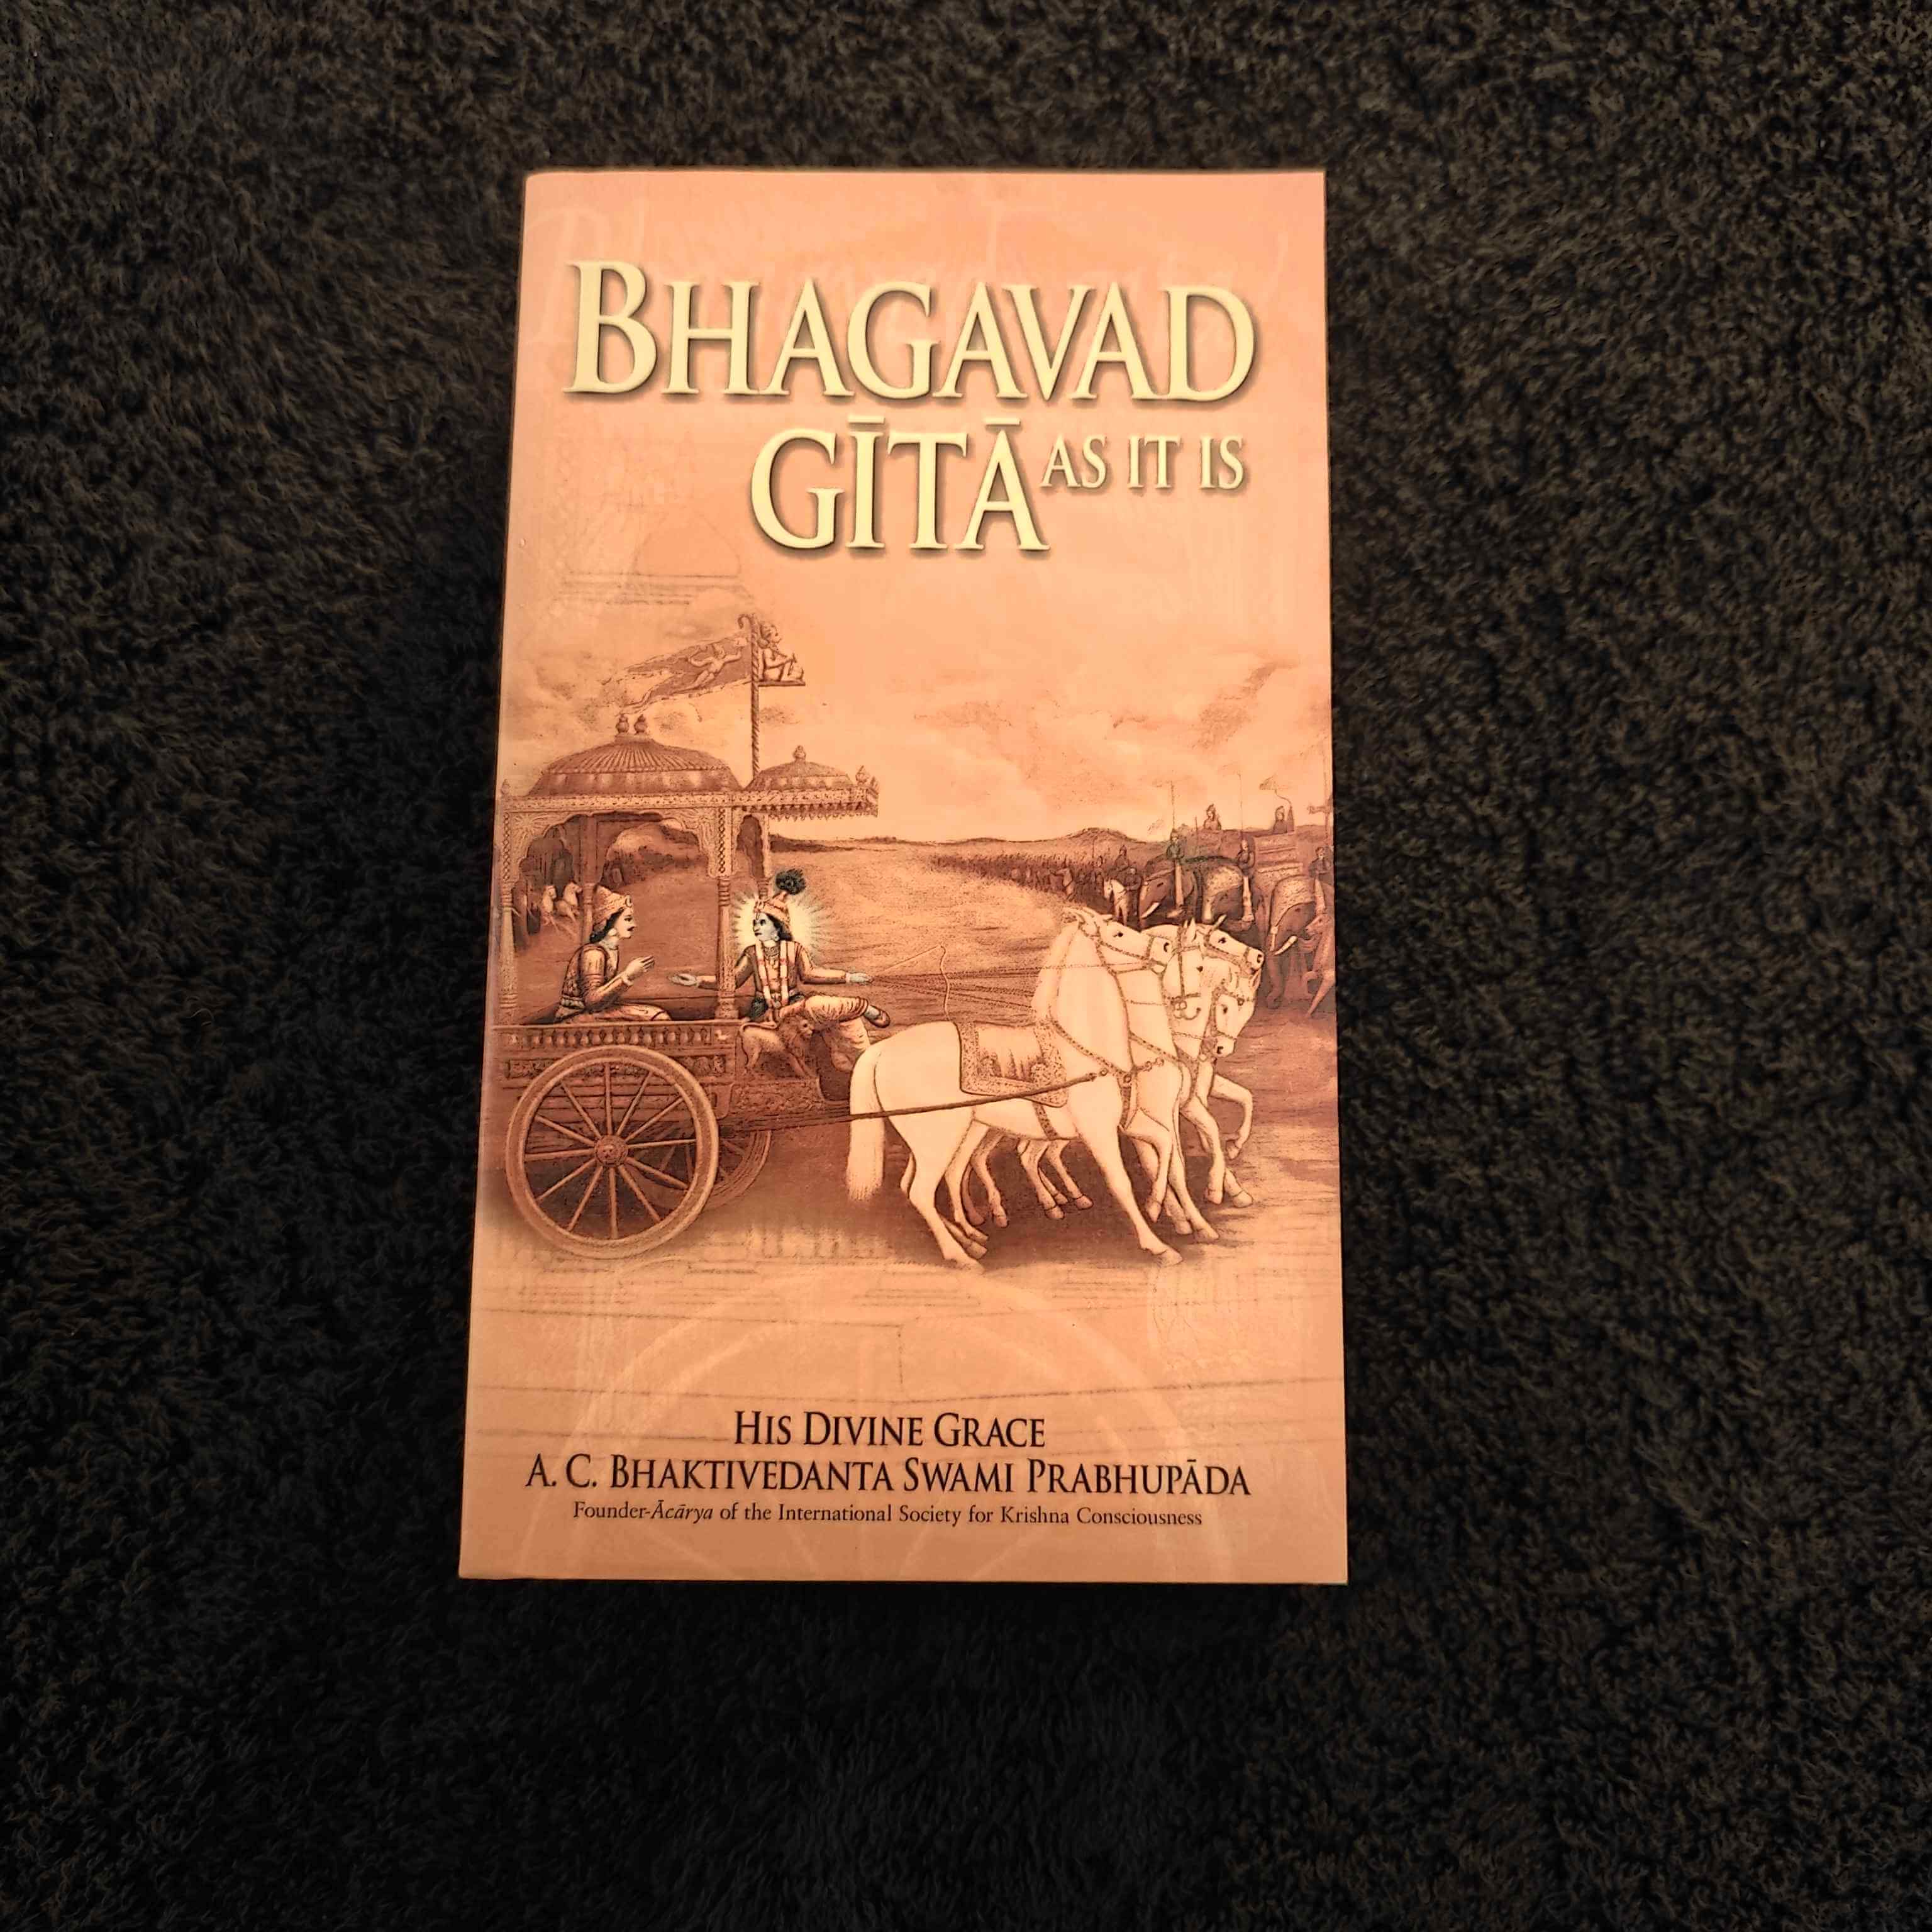 BHAGAVAD
GĪTĀ AS IT IS
HIS DIVINE GRACE
A. C. BHAKTIVEDANTA SWAMI PRABHUPĀDA
Founder-Ācārya of the International Society for Krishna Consciousness